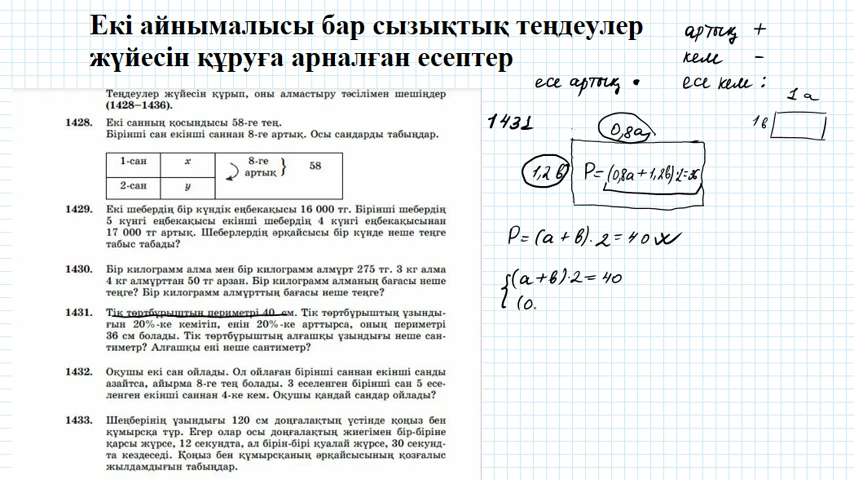 Екі айнымалысы бар сызықтық теңдеулер
жүйесін құруға арналған есептер
артық +
кем -
есе артық •
есе кем :
Теңдеулер жүйесін құрып, оны алмастыру тәсілімен шешіңдер
(1428—1436).
1428. Екі санның қосындысы 58-ге тең.
Бірінші сан екінші саннан 8-ге артық. Осы сандарды табыңдар.
1-сан x 8-ге артық } 58
2-сан y
1429. Екі шебердің бір күндік еңбекақысы 16 000 тг. Бірінші шебердің
5 күнгі еңбекақысы екінші шебердің 4 күнгі еңбекақысынан
17 000 тг артық. Шеберлердің әрқайсысы бір күнде неше теңге
табыс табады?
1430. Бір килограмм алма мен бір килограмм алмұрт 275 тг. 3 кг алма
4 кг алмұрттан 50 тг арзан. Бір килограмм алманың бағасы неше
теңге? Бір килограмм алмұрттың бағасы неше теңге?
1431. Тік төртбұрыштың периметрі 40 см. Тік төртбұрыштың ұзынды-
ғын 20%-ке кемітіп, енін 20%-ке арттырса, оның периметрі
36 см болады. Тік төртбұрыштың алғашқы ұзындығы неше сан-
тиметр? Алғашқы ені неше сантиметр?
1432. Оқушы екі сан ойлады. Ол ойлаған бірінші саннан екінші санды
азайтса, айырма 8-ге тең болады. 3 еселенген бірінші сан 5 есе-
ленген екінші саннан 4-ке кем. Оқушы қандай сандар ойлады?
1433. Шеңберінің ұзындығы 120 см доңғалақтың үстінде қоңыз бен
құмырсқа тұр. Егер олар осы доңғалақтың жиегімен бір-біріне
қарсы жүрсе, 12 секундта, ал бірін-бірі қуалай жүрсе, 30 секунд-
та кездеседі. Қоңыз бен құмырсқаның әрқайсысының қозғалыс
жылдамдығын табыңдар.
1431
0,8a
1a
1в
1,2в
P=(0,8a+1,2в)·2=
P=(a+в)·2=40
(a+в)·2=40
(0.